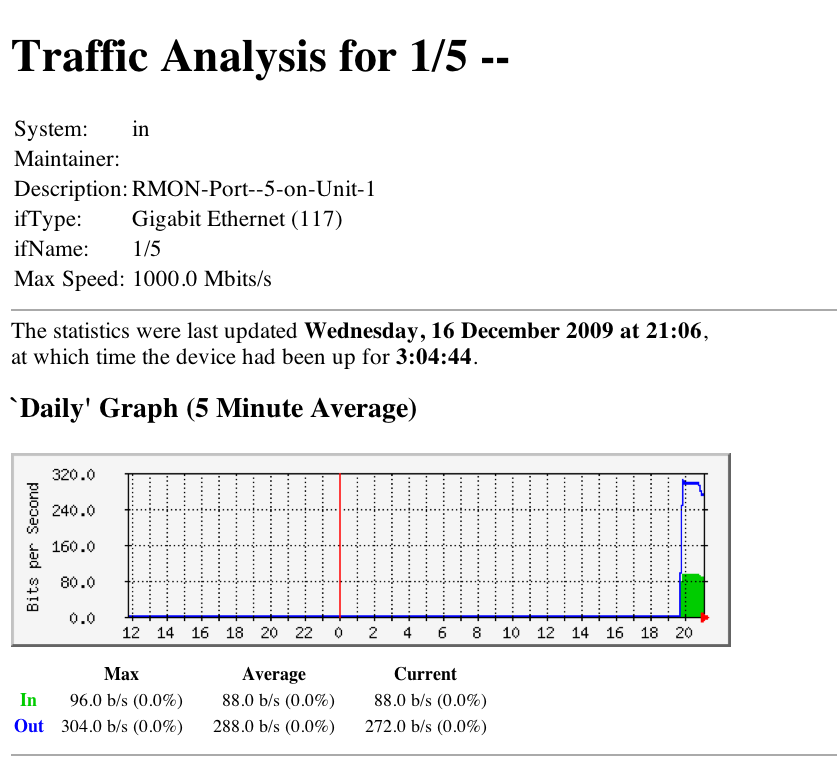 Traffic Analysis for 1/5 --
System: in
Maintainer:
Description: RMON-Port--5-on-Unit-1
ifType: Gigabit Ethernet (117)
ifName: 1/5
Max Speed: 1000.0 Mbits/s
The statistics were last updated Wednesday, 16 December 2009 at 21:06,
at which time the device had been up for 3:04:44.
`Daily' Graph (5 Minute Average)
Bits per Second
320.0
240.0
160.0
80.0
0.0
12 14 16 18 20 22 0 2 4 6 8 10 12 14 16 18 20
Max Average Current
In 96.0 b/s (0.0%) 88.0 b/s (0.0%) 88.0 b/s (0.0%)
Out 304.0 b/s (0.0%) 288.0 b/s (0.0%) 272.0 b/s (0.0%)